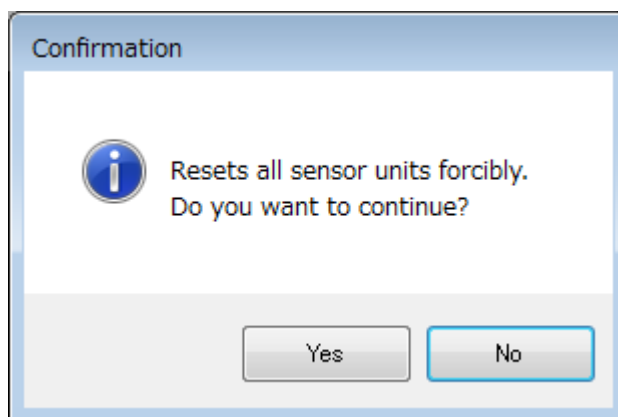 Confirmation
Resets all sensor units forcibly.
Do you want to continue?
Yes
No